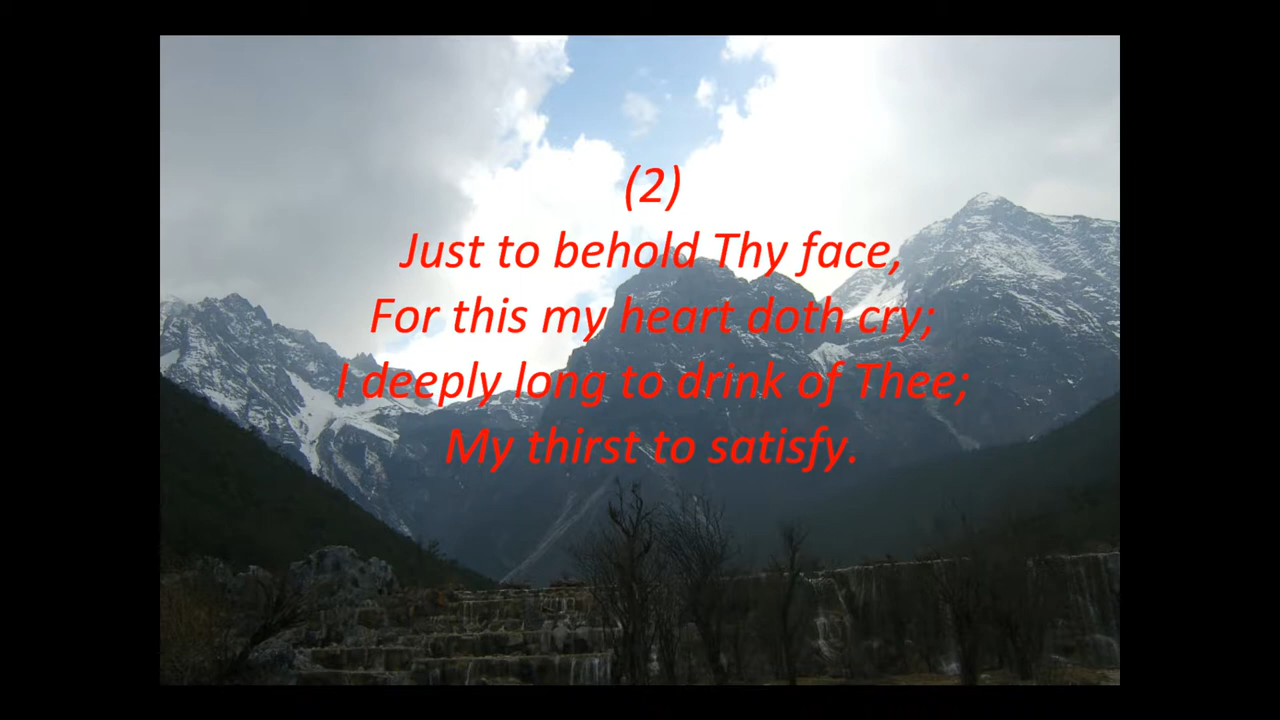 (2)
Just to behold Thy face,
For this my heart doth cry;
I deeply long to drink of Thee;
My thirst to satisfy.